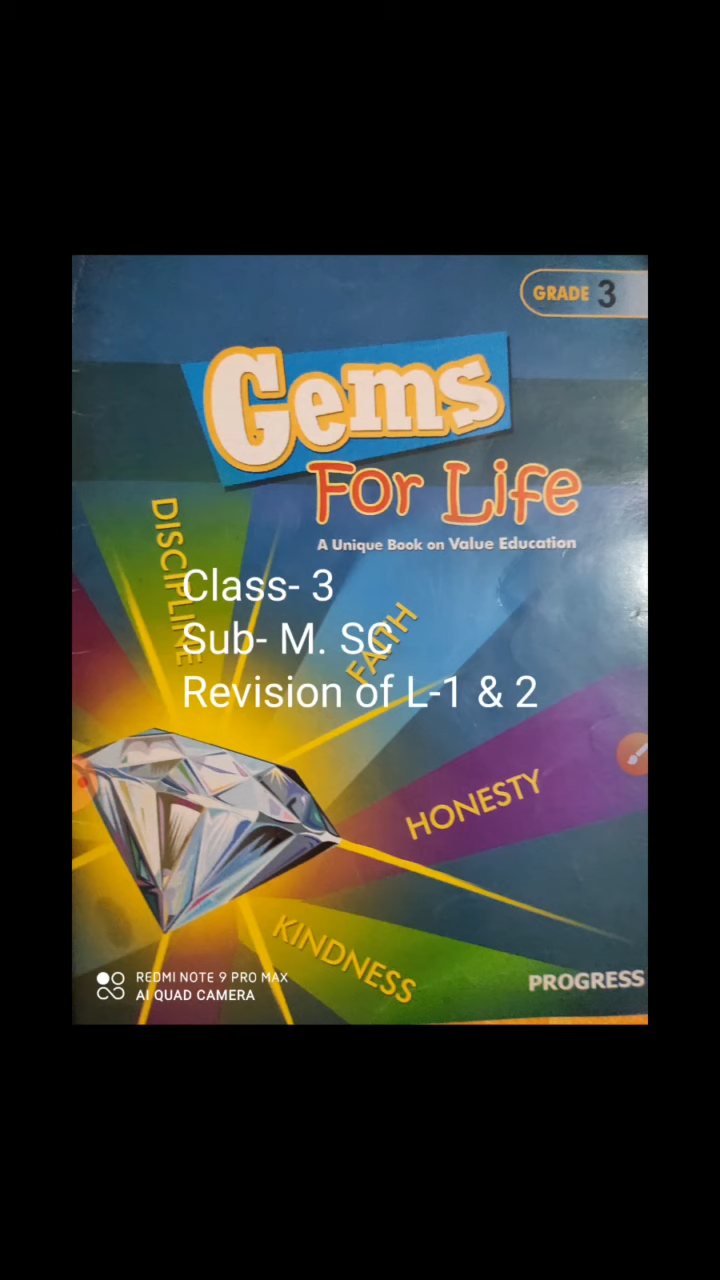 GRADE 3
Gems
For Life
A Unique Book on Value Education
DISCIPLINE
Class- 3
Sub- M. SC
Revision of L-1 & 2
FAITH
HONESTY
KINDNESS
PROGRESS
REDMI NOTE 9 PRO MAX
AI QUAD CAMERA